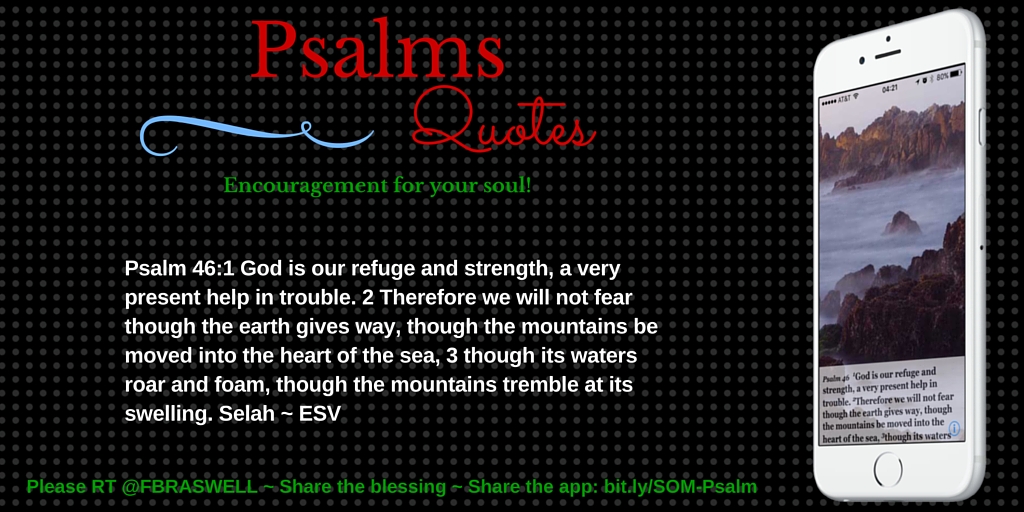 Psalms
Quotes
Encouragement for your soul!
Psalm 46:1 God is our refuge and strength, a very
present help in trouble. 2 Therefore we will not fear
though the earth gives way, though the mountains be
moved into the heart of the sea, 3 though its waters
roar and foam, though the mountains tremble at its
swelling. Selah ~ ESV
Please RT @FBRASWELL ~ Share the blessing ~ Share the app: bit.ly/SOM-Psalm
AT&T 04:21 80%
Psalm 46 ¹God is our refuge and
strength, a very present help in
trouble. ²Therefore we will not fear
though the earth gives way, though
the mountains be moved into the
heart of the sea, ³though its waters